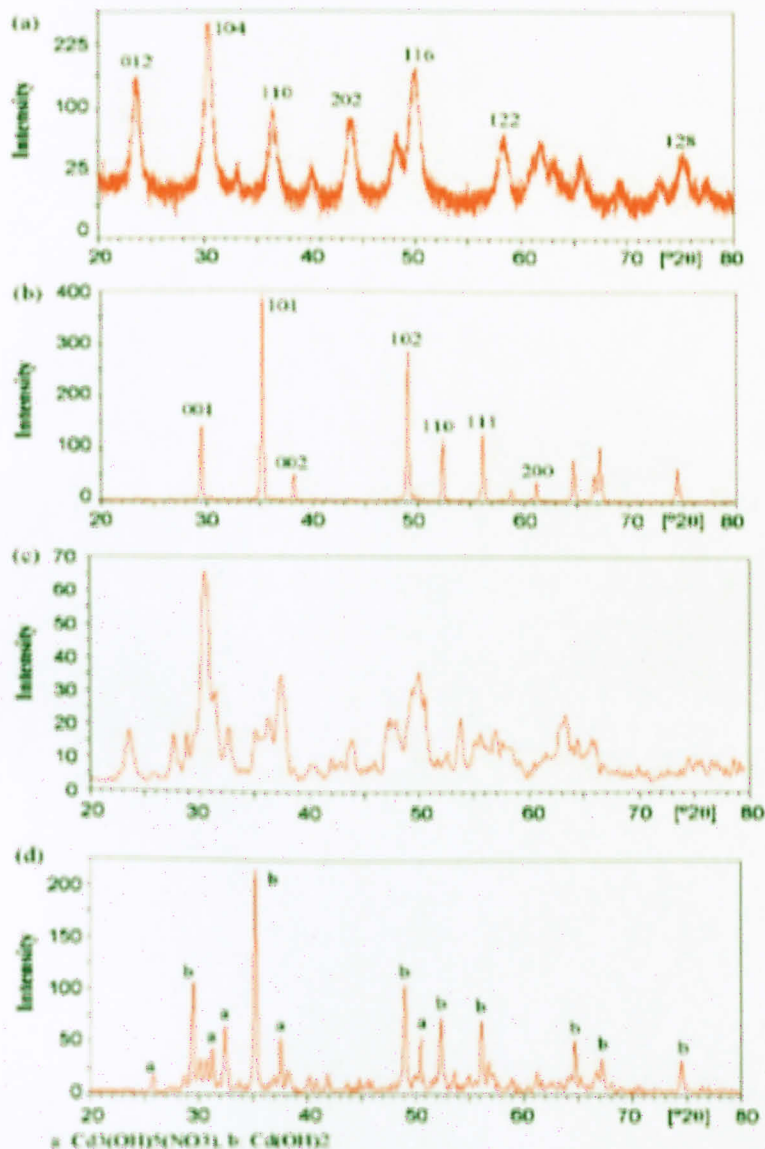 (a)
Intensity
225
100
25
0
012
104
110
202
116
122
128
20 30 40 50 60 70 [°2θ] 80
(b)
Intensity
400
300
200
100
0
001
101
002
102
110
111
200
20 30 40 50 60 70 [°2θ] 80
(c)
Intensity
70
60
50
40
30
20
10
0
20 30 40 50 60 70 [°2θ] 80
(d)
Intensity
200
150
100
50
0
a
b
a
a
b
a
b
a
b
b
b
b
b
20 30 40 50 60 70 [°2θ] 80
a Cd3(OH)5(NO3), b Cd(OH)2